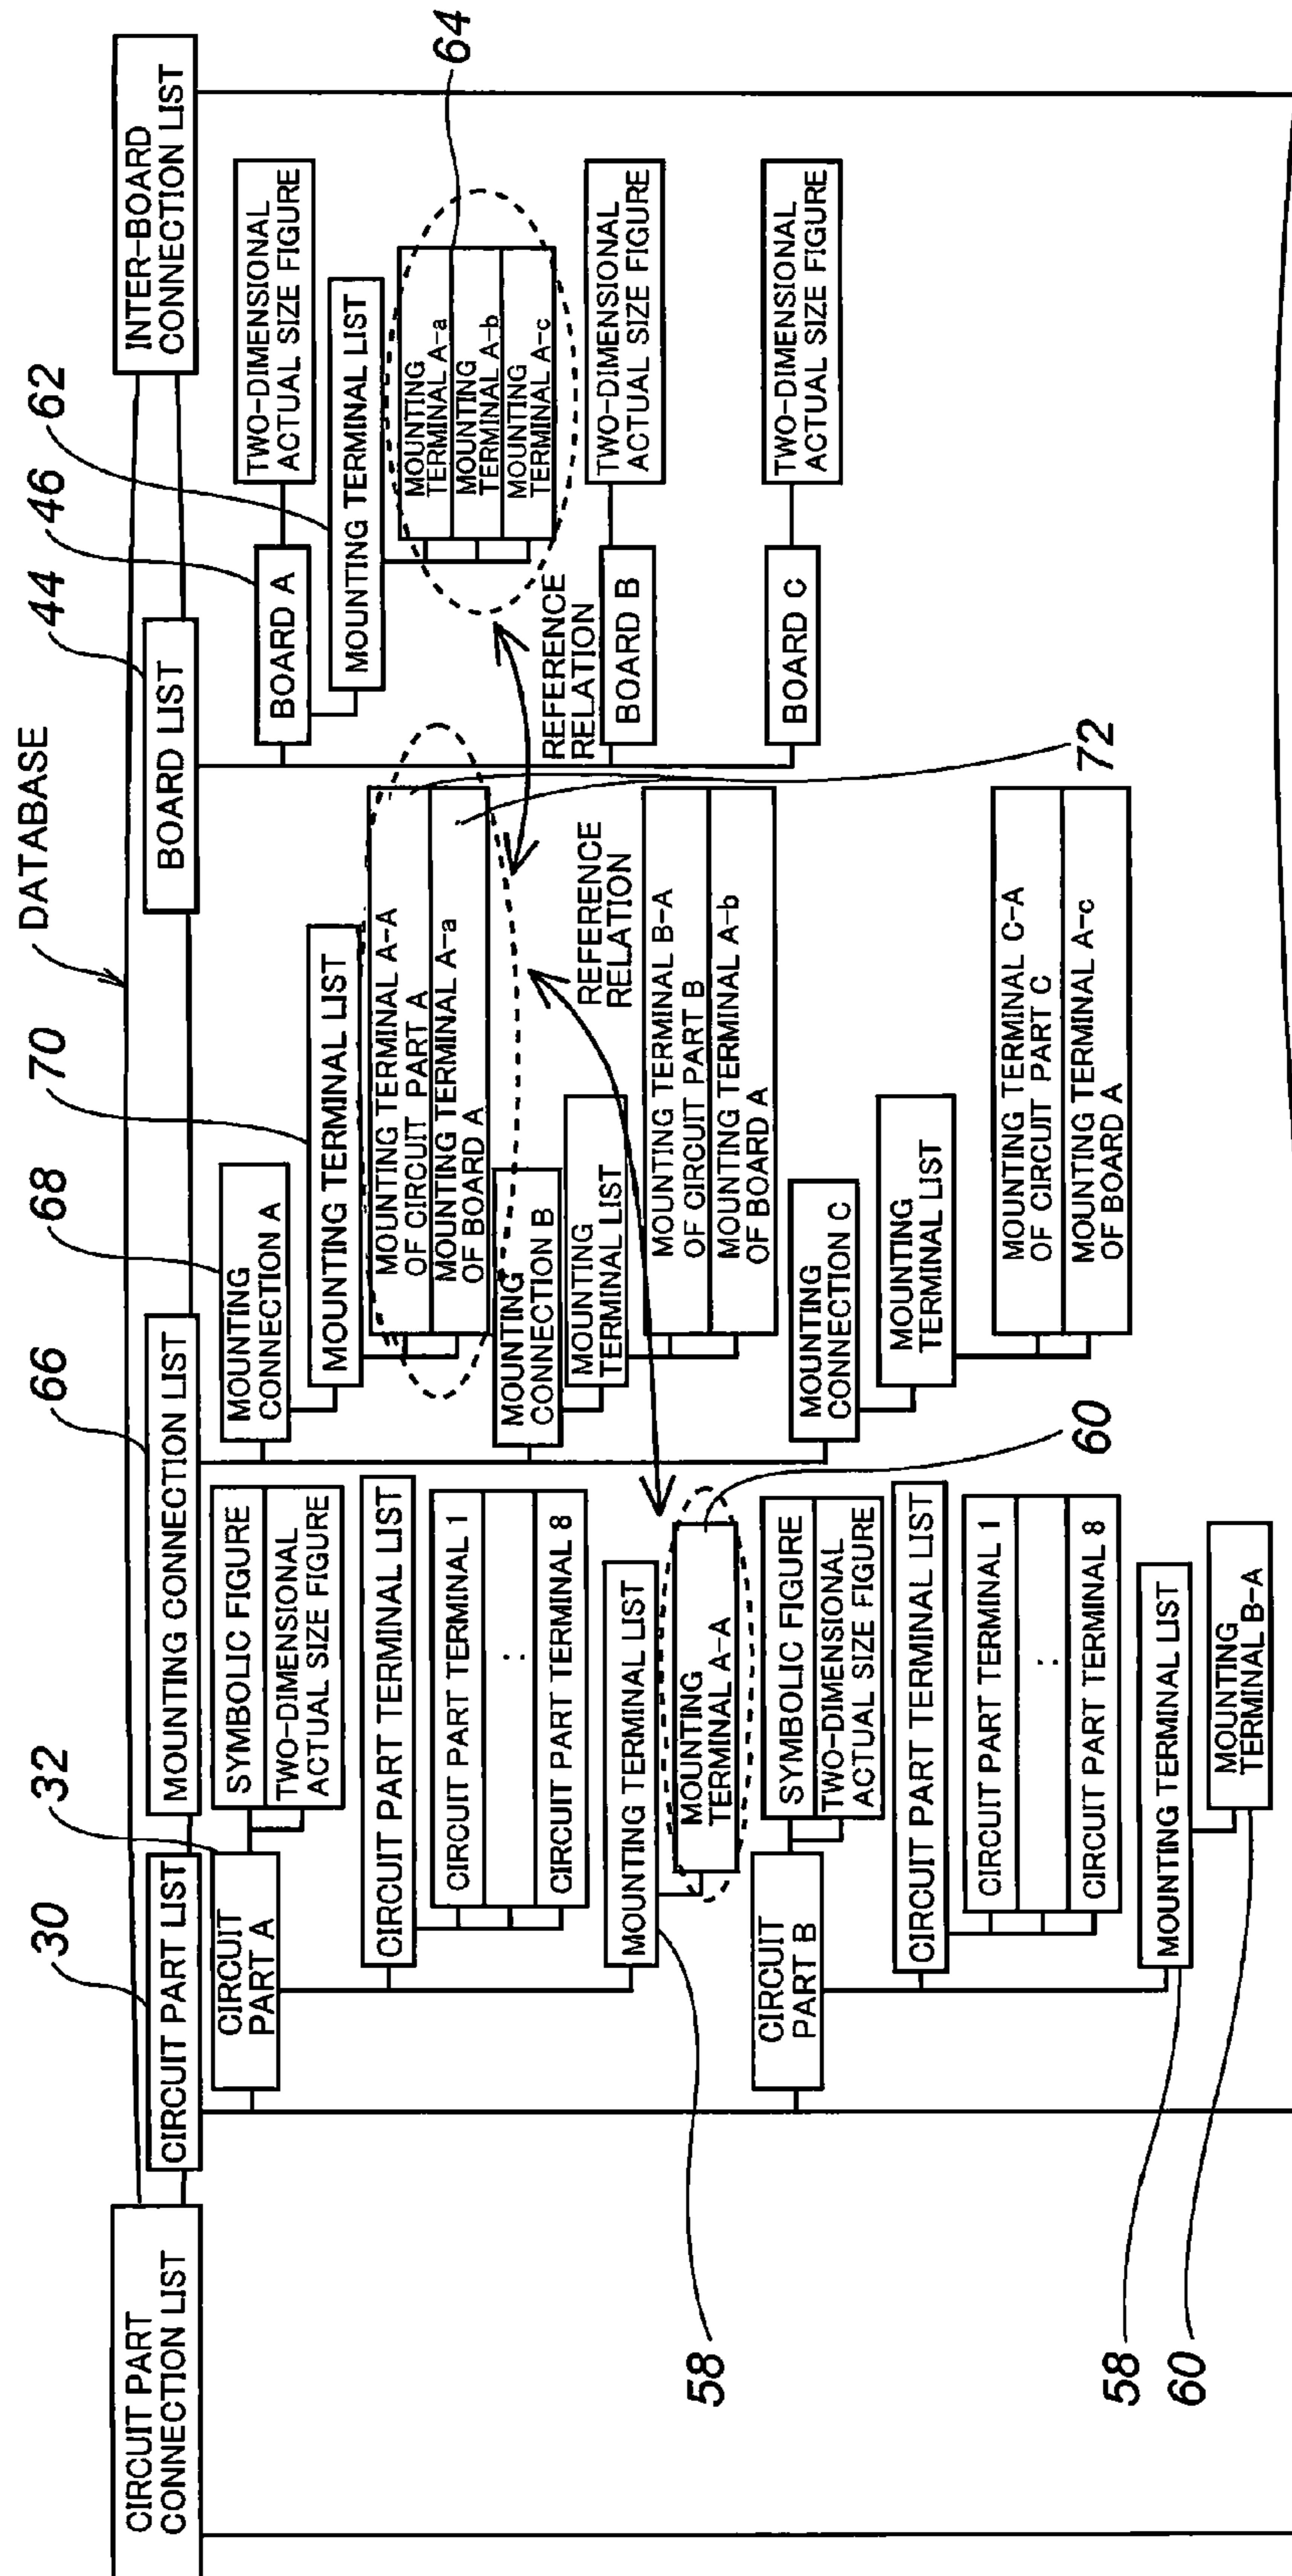 DATABASE
CIRCUIT PART
CONNECTION LIST
30
CIRCUIT PART LIST
32
CIRCUIT
PART A
SYMBOLIC FIGURE
TWO-DIMENSIONAL
ACTUAL SIZE FIGURE
CIRCUIT PART TERMINAL LIST
CIRCUIT PART TERMINAL 1
:
CIRCUIT PART TERMINAL 8
58
MOUNTING TERMINAL LIST
MOUNTING
TERMINAL A-A
60
CIRCUIT
PART B
SYMBOLIC FIGURE
TWO-DIMENSIONAL
ACTUAL SIZE FIGURE
CIRCUIT PART TERMINAL LIST
CIRCUIT PART TERMINAL 1
:
CIRCUIT PART TERMINAL 8
58
MOUNTING TERMINAL LIST
60
MOUNTING
TERMINAL B-A
66
MOUNTING CONNECTION LIST
68
MOUNTING
CONNECTION A
70
MOUNTING TERMINAL LIST
MOUNTING TERMINAL A-A
OF CIRCUIT PART A
MOUNTING TERMINAL A-a
OF BOARD A
72
REFERENCE
RELATION
MOUNTING
CONNECTION B
MOUNTING
TERMINAL LIST
MOUNTING TERMINAL B-A
OF CIRCUIT PART B
MOUNTING TERMINAL A-b
OF BOARD A
MOUNTING
CONNECTION C
MOUNTING
TERMINAL LIST
MOUNTING TERMINAL C-A
OF CIRCUIT PART C
MOUNTING TERMINAL A-c
OF BOARD A
44
BOARD LIST
46
BOARD A
TWO-DIMENSIONAL
ACTUAL SIZE FIGURE
62
MOUNTING TERMINAL LIST
64
MOUNTING
TERMINAL A-a
MOUNTING
TERMINAL A-b
MOUNTING
TERMINAL A-c
REFERENCE
RELATION
BOARD B
TWO-DIMENSIONAL
ACTUAL SIZE FIGURE
BOARD C
TWO-DIMENSIONAL
ACTUAL SIZE FIGURE
INTER-BOARD
CONNECTION LIST